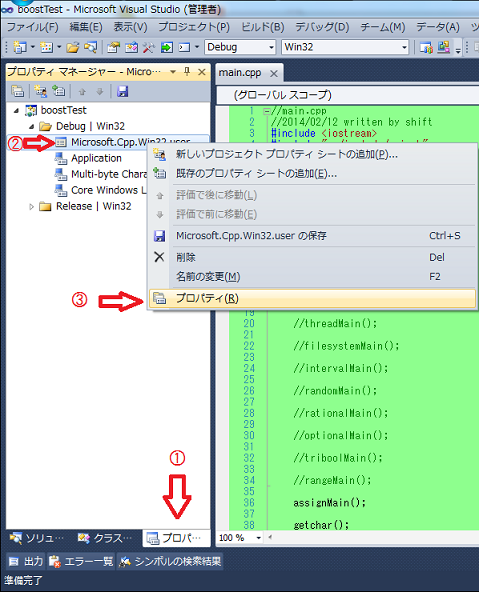 boostTest - Microsoft Visual Studio (管理者)
ファイル(F) 編集(E) 表示(V) プロジェクト(P) ビルド(B) デバッグ(D) チーム(M) データ(A)
Debug Win32
プロパティ マネージャー - Micro...
main.cpp
(グローバル スコープ)
boostTest
Debug | Win32
② Microsoft.Cpp.Win32.user
Application
Multi-byte Chara
Core Windows L
Release | Win32
1 //main.cpp
2 //2014/02/12 written by shift
3 #include <iostream>
新しいプロジェクト プロパティ シートの追加(P)...
既存のプロパティ シートの追加(E)...
評価で後に移動(L)
評価で前に移動(E)
Microsoft.Cpp.Win32.user の保存 Ctrl+S
削除 Del
名前の変更(M) F2
③ プロパティ(R)
19
20 //threadMain();
21
22 //filesystemMain();
23
24 //intervalMain();
25
26 //randomMain();
27
28 //rationalMain();
29
30 //optionalMain();
31
32 //triboolMain();
33
34 //rangeMain();
35
36 assignMain();
37
38 getchar();
①
ソリュ... クラス... プロパ...
100 %
出力 エラー一覧 シンボルの検索結果
準備完了